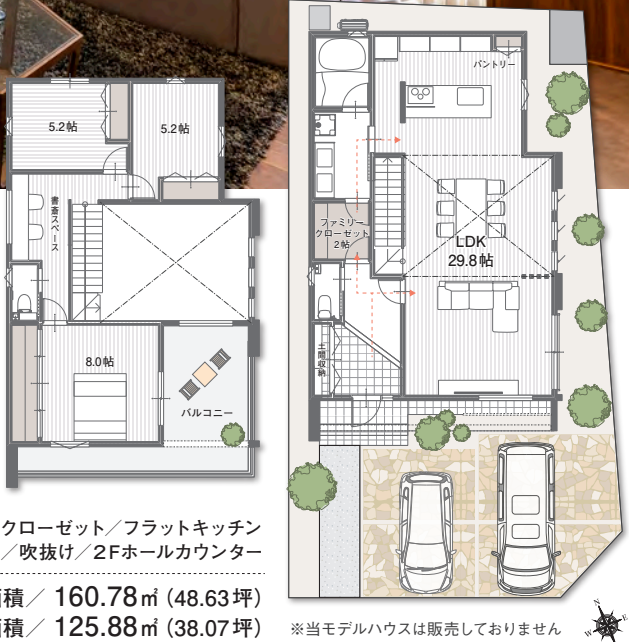 5.2帖
5.2帖
書斎スペース
8.0帖
バルコニー
パントリー
ファミリー
クローゼット
2帖
LDK
29.8帖
土間収納
クローゼット／フラットキッチン
／吹抜け／2Fホールカウンター
面積／ 160.78㎡ (48.63坪)
面積／ 125.88㎡ (38.07坪)
※当モデルハウスは販売しておりません
N
W
E
S